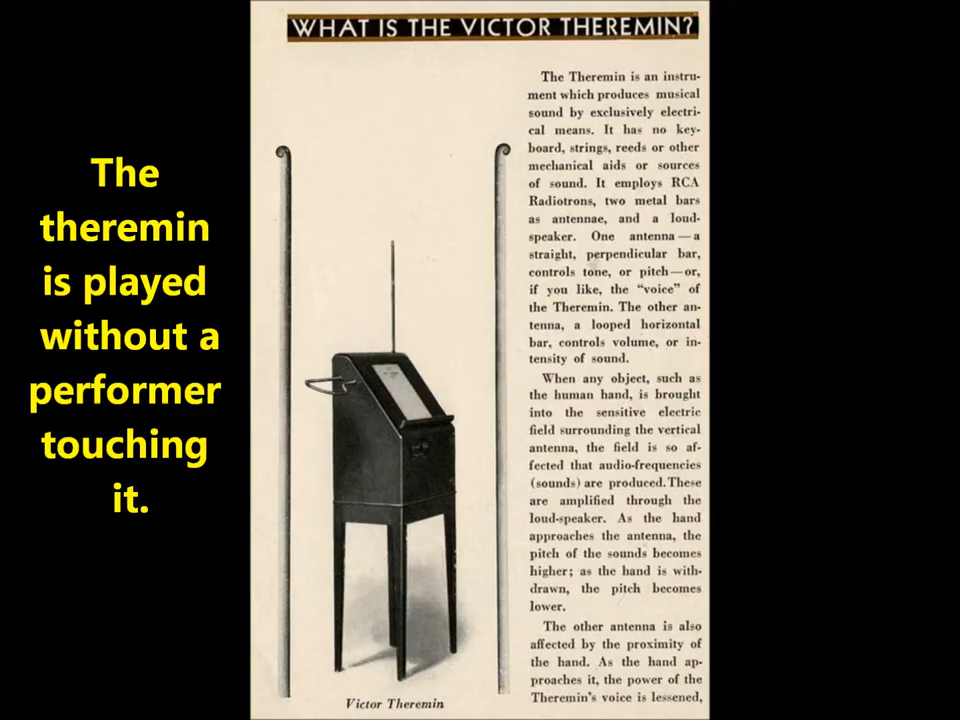 The
theremin
is played
without a
performer
touching
it.
WHAT IS THE VICTOR THEREMIN?
The Theremin is an instru-
ment which produces musical
sound by exclusively electri-
cal means. It has no key-
board, strings, reeds or other
mechanical aids or sources
of sound. It employs RCA
Radiotrons, two metal bars
as antennae, and a loud-
speaker. One antenna—a
straight, perpendicular bar,
controls tone, or pitch—or,
if you like, the "voice" of
the Theremin. The other an-
tenna, a looped horizontal
bar, controls volume, or in-
tensity of sound.
When any object, such as
the human hand, is brought
into the sensitive electric
field surrounding the vertical
antenna, the field is so af-
fected that audio-frequencies
(sounds) are produced. These
are amplified through the
loud-speaker. As the hand
approaches the antenna, the
pitch of the sounds becomes
higher; as the hand is with-
drawn, the pitch becomes
lower.
The other antenna is also
affected by the proximity of
the hand. As the hand ap-
proaches it, the power of the
Theremin's voice is lessened,
Victor Theremin